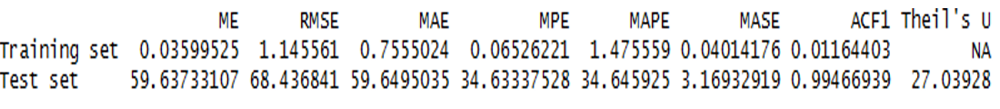 ME RMSE MAE MPE MAPE MASE ACF1 Theil's U
Training set 0.03599525 1.145561 0.7555024 0.06526221 1.475559 0.04014176 0.01164403 NA
Test set 59.63733107 68.436841 59.6495035 34.63337528 34.645925 3.16932919 0.99466939 27.03928